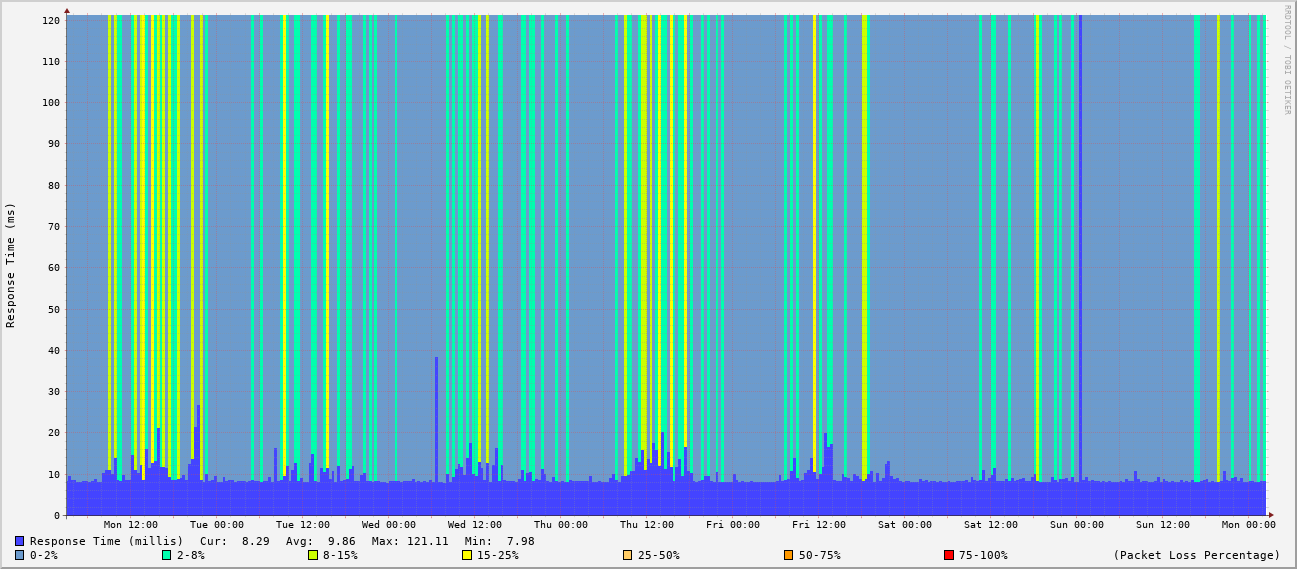 RRDTOOL / TOBI OETIKER
Response Time (ms)
120
110
100
90
80
70
60
50
40
30
20
10
0
Mon 12:00 Tue 00:00 Tue 12:00 Wed 00:00 Wed 12:00 Thu 00:00 Thu 12:00 Fri 00:00 Fri 12:00 Sat 00:00 Sat 12:00 Sun 00:00 Sun 12:00 Mon 00:00
Response Time (millis) Cur: 8.29 Avg: 9.86 Max: 121.11 Min: 7.98
0-2% 2-8% 8-15% 15-25% 25-50% 50-75% 75-100% (Packet Loss Percentage)